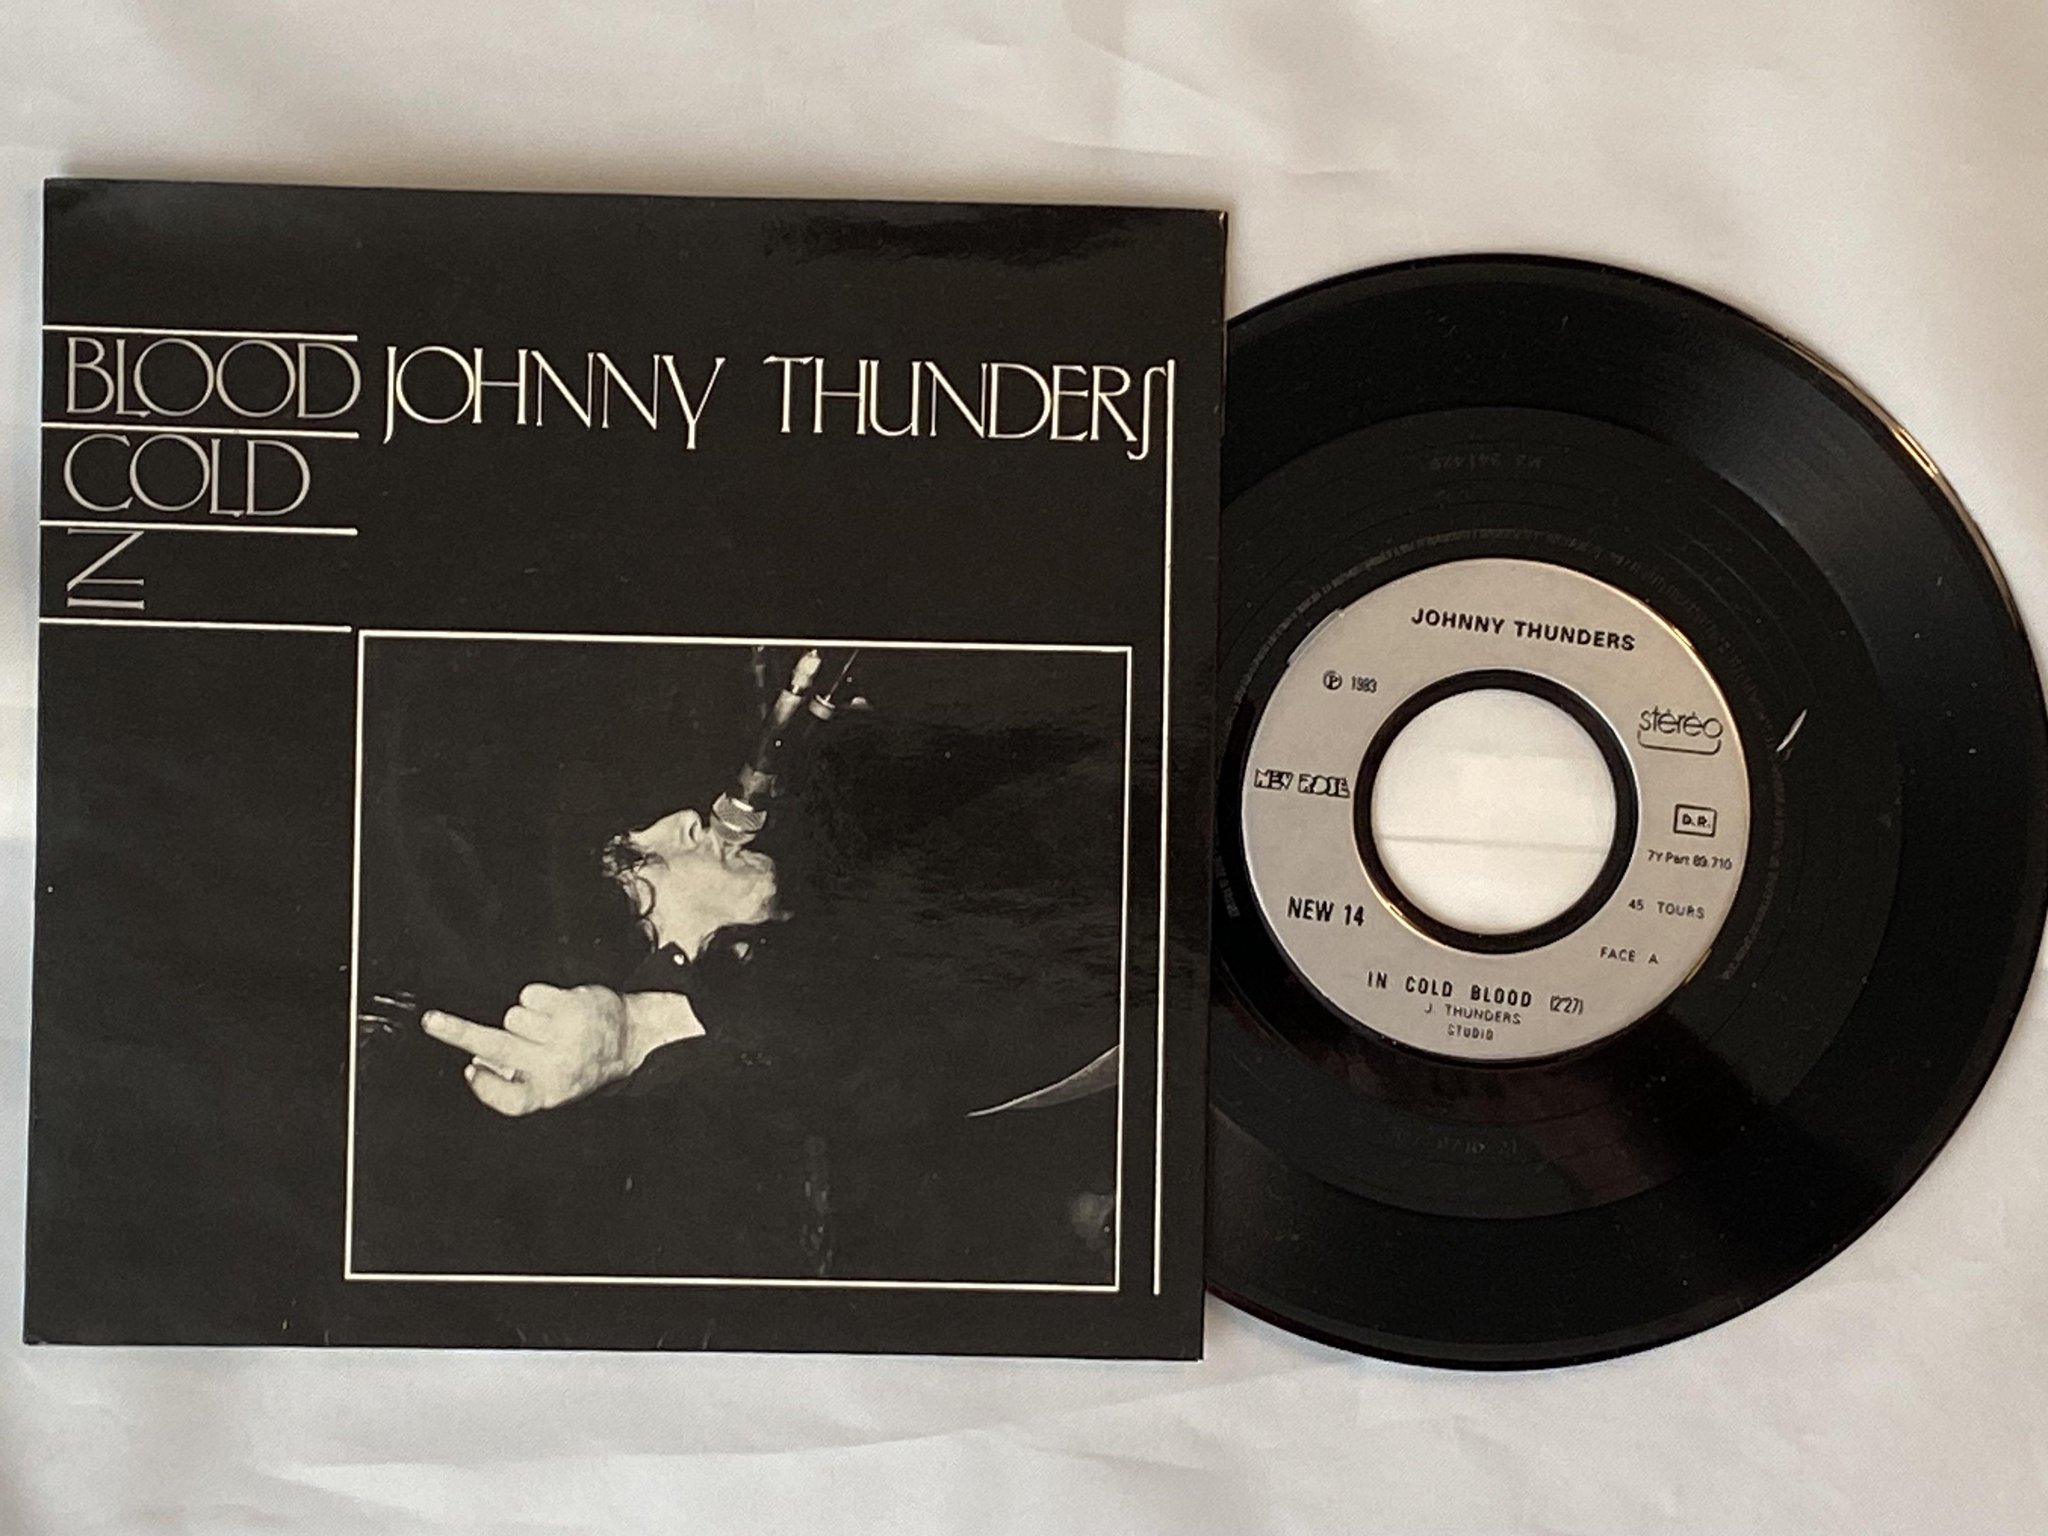 BLOOD
COLD
IN
JOHNNY THUNDERS
JOHNNY THUNDERS
Ⓟ 1983
stéréo
NEW ROSE
D.R.
7Y Part 89.710
NEW 14
45 TOURS
FACE A
IN COLD BLOOD (2'27)
J. THUNDERS
STUDIO